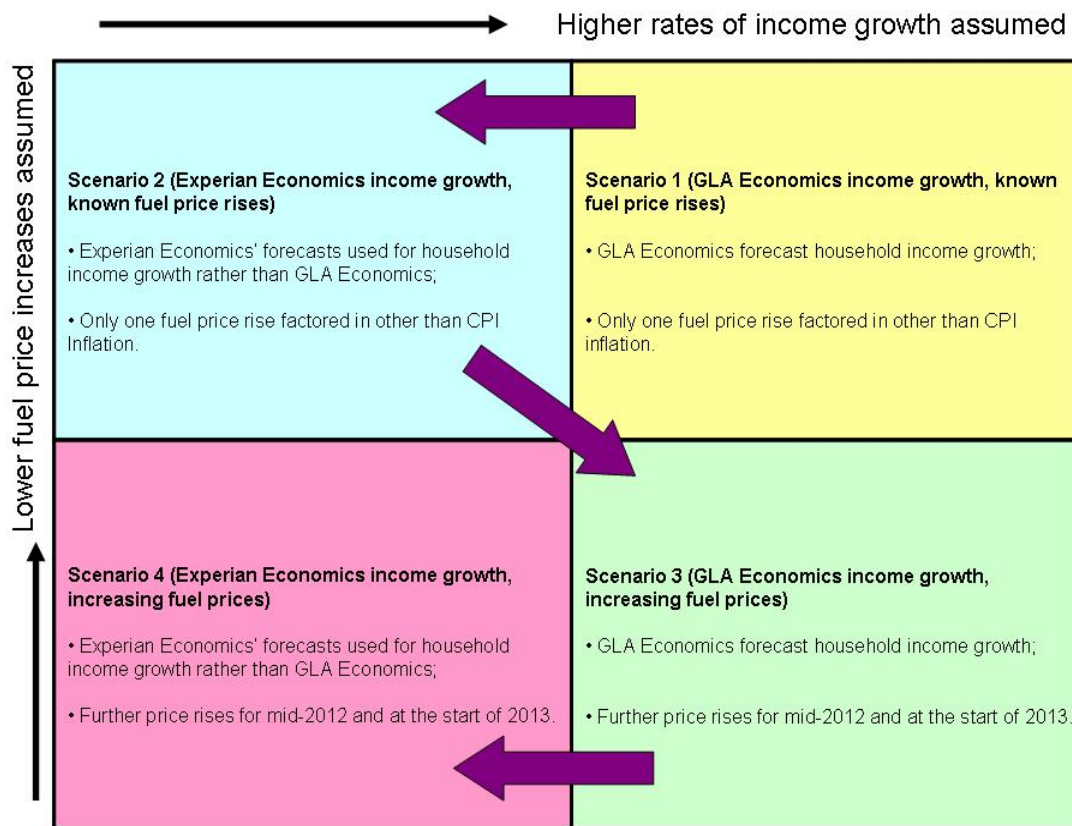 Higher rates of income growth assumed
Lower fuel price increases assumed
Scenario 2 (Experian Economics income growth,
known fuel price rises)
• Experian Economics' forecasts used for household
income growth rather than GLA Economics;
• Only one fuel price rise factored in other than CPI
Inflation.
Scenario 1 (GLA Economics income growth, known
fuel price rises)
• GLA Economics forecast household income growth;
• Only one fuel price rise factored in other than CPI
inflation.
Scenario 4 (Experian Economics income growth,
increasing fuel prices)
• Experian Economics' forecasts used for household
income growth rather than GLA Economics;
• Further price rises for mid-2012 and at the start of 2013.
Scenario 3 (GLA Economics income growth,
increasing fuel prices)
• GLA Economics forecast household income growth;
• Further price rises for mid-2012 and at the start of 2013.